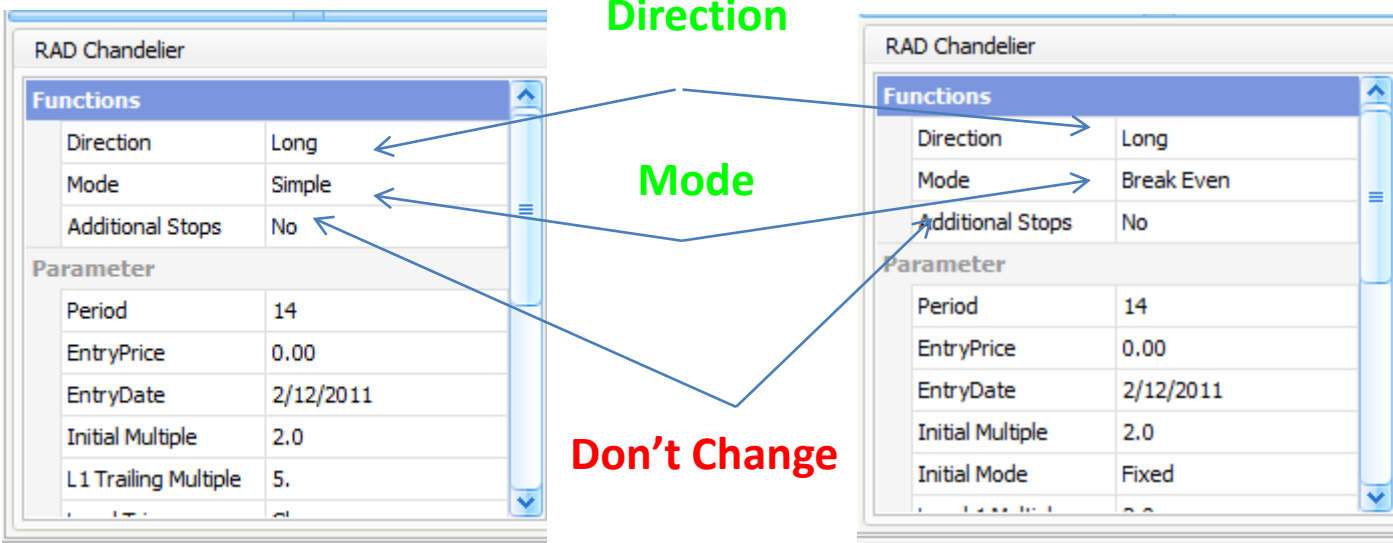 Direction
RAD Chandelier
Functions
Direction Long
Mode Simple
Additional Stops No
Parameter
Period 14
EntryPrice 0.00
EntryDate 2/12/2011
Initial Multiple 2.0
L1 Trailing Multiple 5.
Mode
Don't Change
RAD Chandelier
Functions
Direction Long
Mode Break Even
Additional Stops No
Parameter
Period 14
EntryPrice 0.00
EntryDate 2/12/2011
Initial Multiple 2.0
Initial Mode Fixed